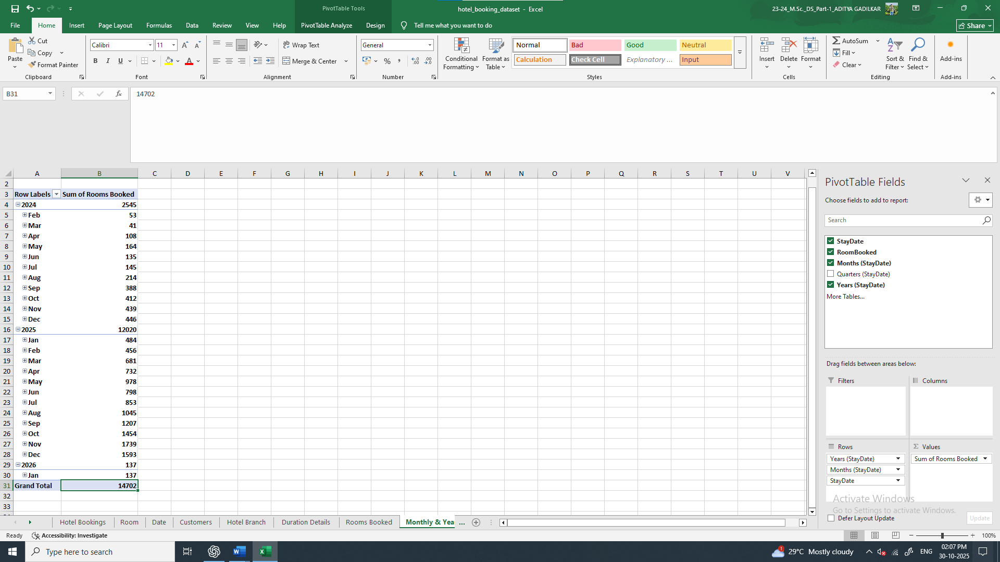 PivotTable Tools
hotel_booking_dataset - Excel
23-24_M.Sc._DS_Part-1_ADITYA GADILKAR
File Home Insert Page Layout Formulas Data Review View Help PivotTable Analyze Design Tell me what you want to do Share
Paste
Cut
Copy
Format Painter
Clipboard
Calibri 11
B I U A
Font
ab Wrap Text
Merge & Center
Alignment
General
% ,
Number
Conditional Formatting
Format as Table
Normal Bad Good Neutral
Calculation Check Cell Explanatory ... Input
Styles
Insert Delete Format
Cells
AutoSum
Fill
Clear
Sort & Filter
Find & Select
Editing
Add-ins
Add-ins
B31 fx 14702
A B C D E F G H I J K L M N O P Q R S T U V
2
3 Row Labels Sum of Rooms Booked
4 2024 2545
5 Feb 53
6 Mar 41
7 Apr 108
8 May 164
9 Jun 135
10 Jul 145
11 Aug 214
12 Sep 388
13 Oct 412
14 Nov 439
15 Dec 446
16 2025 12020
17 Jan 484
18 Feb 456
19 Mar 681
20 Apr 732
21 May 978
22 Jun 798
23 Jul 853
24 Aug 1045
25 Sep 1207
26 Oct 1454
27 Nov 1739
28 Dec 1593
29 2026 137
30 Jan 137
31 Grand Total 14702
32
33
PivotTable Fields
Choose fields to add to report:
Search
StayDate
RoomBooked
Months (StayDate)
Quarters (StayDate)
Years (StayDate)
More Tables...
Drag fields between areas below:
Filters Columns
Rows Values
Years (StayDate) Sum of Rooms Booked
Months (StayDate)
StayDate
Activate Windows
Go to Settings to activate Windows.
Defer Layout Update Update
Hotel Bookings Room Date Customers Hotel Branch Duration Details Rooms Booked Monthly & Yea ...
Ready Accessibility: Investigate 100%
Type here to search
1 29°C Mostly cloudy ENG 02:07 PM
30-10-2025